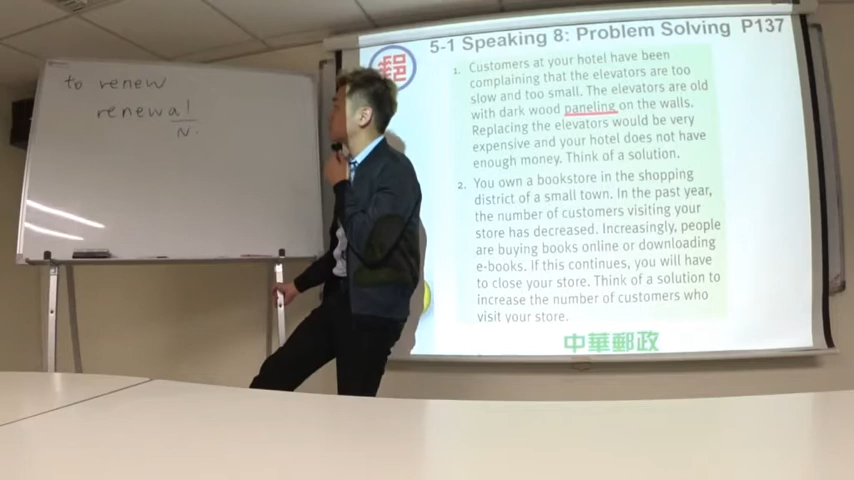 to renew
renewal
n.
郵
5-1 Speaking 8: Problem Solving P137
1. Customers at your hotel have been
complaining that the elevators are too
slow and too small. The elevators are old
with dark wood paneling on the walls.
Replacing the elevators would be very
expensive and your hotel does not have
enough money. Think of a solution.
2. You own a bookstore in the shopping
district of a small town. In the past year,
the number of customers visiting your
store has decreased. Increasingly, people
are buying books online or downloading
e-books. If this continues, you will have
to close your store. Think of a solution to
increase the number of customers who
visit your store.
中華郵政